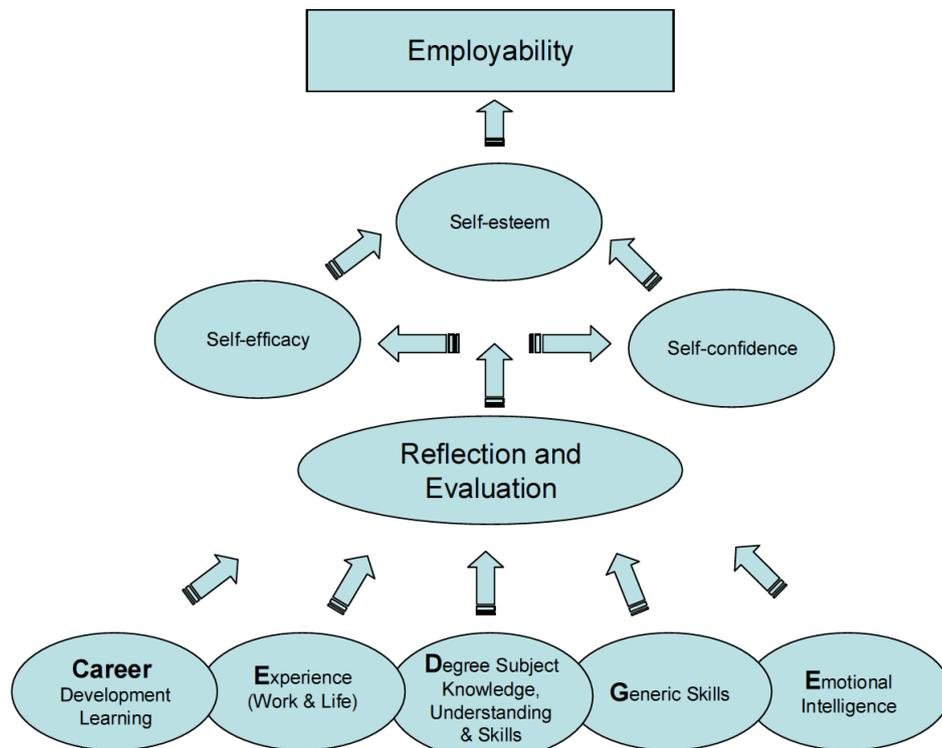 Employability
Self-esteem
Self-efficacy
Self-confidence
Reflection and
Evaluation
Career
Development
Learning
Experience
(Work & Life)
Degree Subject
Knowledge,
Understanding
& Skills
Generic Skills
Emotional
Intelligence